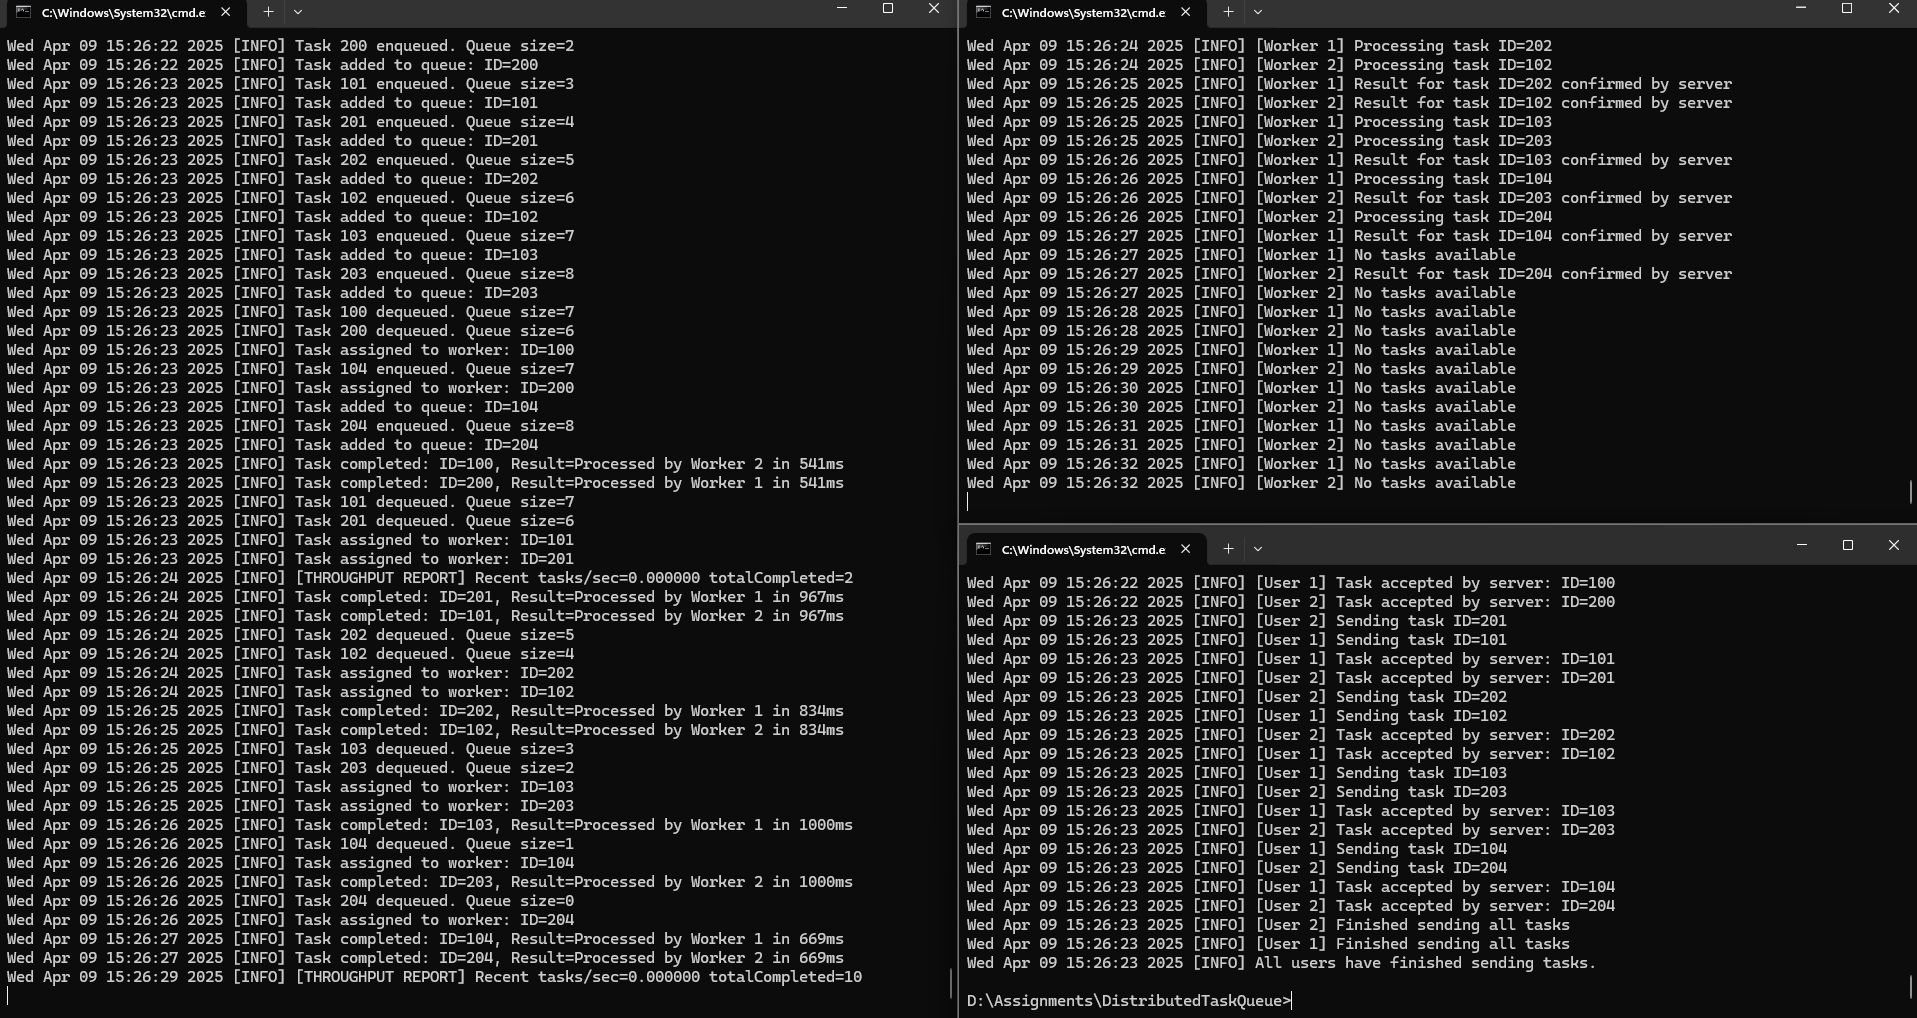 C:\Windows\System32\cmd.e
Wed Apr 09 15:26:22 2025 [INFO] Task 200 enqueued. Queue size=2
Wed Apr 09 15:26:22 2025 [INFO] Task added to queue: ID=200
Wed Apr 09 15:26:23 2025 [INFO] Task 101 enqueued. Queue size=3
Wed Apr 09 15:26:23 2025 [INFO] Task added to queue: ID=101
Wed Apr 09 15:26:23 2025 [INFO] Task 201 enqueued. Queue size=4
Wed Apr 09 15:26:23 2025 [INFO] Task added to queue: ID=201
Wed Apr 09 15:26:23 2025 [INFO] Task 202 enqueued. Queue size=5
Wed Apr 09 15:26:23 2025 [INFO] Task added to queue: ID=202
Wed Apr 09 15:26:23 2025 [INFO] Task 102 enqueued. Queue size=6
Wed Apr 09 15:26:23 2025 [INFO] Task added to queue: ID=102
Wed Apr 09 15:26:23 2025 [INFO] Task 103 enqueued. Queue size=7
Wed Apr 09 15:26:23 2025 [INFO] Task added to queue: ID=103
Wed Apr 09 15:26:23 2025 [INFO] Task 203 enqueued. Queue size=8
Wed Apr 09 15:26:23 2025 [INFO] Task added to queue: ID=203
Wed Apr 09 15:26:23 2025 [INFO] Task 100 dequeued. Queue size=7
Wed Apr 09 15:26:23 2025 [INFO] Task 200 dequeued. Queue size=6
Wed Apr 09 15:26:23 2025 [INFO] Task assigned to worker: ID=100
Wed Apr 09 15:26:23 2025 [INFO] Task 104 enqueued. Queue size=7
Wed Apr 09 15:26:23 2025 [INFO] Task assigned to worker: ID=200
Wed Apr 09 15:26:23 2025 [INFO] Task added to queue: ID=104
Wed Apr 09 15:26:23 2025 [INFO] Task 204 enqueued. Queue size=8
Wed Apr 09 15:26:23 2025 [INFO] Task added to queue: ID=204
Wed Apr 09 15:26:23 2025 [INFO] Task completed: ID=100, Result=Processed by Worker 2 in 541ms
Wed Apr 09 15:26:23 2025 [INFO] Task completed: ID=200, Result=Processed by Worker 1 in 541ms
Wed Apr 09 15:26:23 2025 [INFO] Task 101 dequeued. Queue size=7
Wed Apr 09 15:26:23 2025 [INFO] Task 201 dequeued. Queue size=6
Wed Apr 09 15:26:23 2025 [INFO] Task assigned to worker: ID=101
Wed Apr 09 15:26:23 2025 [INFO] Task assigned to worker: ID=201
Wed Apr 09 15:26:24 2025 [INFO] [THROUGHPUT REPORT] Recent tasks/sec=0.000000 totalCompleted=2
Wed Apr 09 15:26:24 2025 [INFO] Task completed: ID=201, Result=Processed by Worker 1 in 967ms
Wed Apr 09 15:26:24 2025 [INFO] Task completed: ID=101, Result=Processed by Worker 2 in 967ms
Wed Apr 09 15:26:24 2025 [INFO] Task 202 dequeued. Queue size=5
Wed Apr 09 15:26:24 2025 [INFO] Task 102 dequeued. Queue size=4
Wed Apr 09 15:26:24 2025 [INFO] Task assigned to worker: ID=202
Wed Apr 09 15:26:24 2025 [INFO] Task assigned to worker: ID=102
Wed Apr 09 15:26:25 2025 [INFO] Task completed: ID=202, Result=Processed by Worker 1 in 834ms
Wed Apr 09 15:26:25 2025 [INFO] Task completed: ID=102, Result=Processed by Worker 2 in 834ms
Wed Apr 09 15:26:25 2025 [INFO] Task 103 dequeued. Queue size=3
Wed Apr 09 15:26:25 2025 [INFO] Task 203 dequeued. Queue size=2
Wed Apr 09 15:26:25 2025 [INFO] Task assigned to worker: ID=103
Wed Apr 09 15:26:25 2025 [INFO] Task assigned to worker: ID=203
Wed Apr 09 15:26:26 2025 [INFO] Task completed: ID=103, Result=Processed by Worker 1 in 1000ms
Wed Apr 09 15:26:26 2025 [INFO] Task 104 dequeued. Queue size=1
Wed Apr 09 15:26:26 2025 [INFO] Task assigned to worker: ID=104
Wed Apr 09 15:26:26 2025 [INFO] Task completed: ID=203, Result=Processed by Worker 2 in 1000ms
Wed Apr 09 15:26:26 2025 [INFO] Task 204 dequeued. Queue size=0
Wed Apr 09 15:26:26 2025 [INFO] Task assigned to worker: ID=204
Wed Apr 09 15:26:27 2025 [INFO] Task completed: ID=104, Result=Processed by Worker 1 in 669ms
Wed Apr 09 15:26:27 2025 [INFO] Task completed: ID=204, Result=Processed by Worker 2 in 669ms
Wed Apr 09 15:26:29 2025 [INFO] [THROUGHPUT REPORT] Recent tasks/sec=0.000000 totalCompleted=10
C:\Windows\System32\cmd.e
Wed Apr 09 15:26:24 2025 [INFO] [Worker 1] Processing task ID=202
Wed Apr 09 15:26:24 2025 [INFO] [Worker 2] Processing task ID=102
Wed Apr 09 15:26:25 2025 [INFO] [Worker 1] Result for task ID=202 confirmed by server
Wed Apr 09 15:26:25 2025 [INFO] [Worker 2] Result for task ID=102 confirmed by server
Wed Apr 09 15:26:25 2025 [INFO] [Worker 1] Processing task ID=103
Wed Apr 09 15:26:25 2025 [INFO] [Worker 2] Processing task ID=203
Wed Apr 09 15:26:26 2025 [INFO] [Worker 1] Result for task ID=103 confirmed by server
Wed Apr 09 15:26:26 2025 [INFO] [Worker 1] Processing task ID=104
Wed Apr 09 15:26:26 2025 [INFO] [Worker 2] Result for task ID=203 confirmed by server
Wed Apr 09 15:26:26 2025 [INFO] [Worker 2] Processing task ID=204
Wed Apr 09 15:26:27 2025 [INFO] [Worker 1] Result for task ID=104 confirmed by server
Wed Apr 09 15:26:27 2025 [INFO] [Worker 1] No tasks available
Wed Apr 09 15:26:27 2025 [INFO] [Worker 2] Result for task ID=204 confirmed by server
Wed Apr 09 15:26:27 2025 [INFO] [Worker 2] No tasks available
Wed Apr 09 15:26:28 2025 [INFO] [Worker 1] No tasks available
Wed Apr 09 15:26:28 2025 [INFO] [Worker 2] No tasks available
Wed Apr 09 15:26:29 2025 [INFO] [Worker 1] No tasks available
Wed Apr 09 15:26:29 2025 [INFO] [Worker 2] No tasks available
Wed Apr 09 15:26:30 2025 [INFO] [Worker 1] No tasks available
Wed Apr 09 15:26:30 2025 [INFO] [Worker 2] No tasks available
Wed Apr 09 15:26:31 2025 [INFO] [Worker 1] No tasks available
Wed Apr 09 15:26:31 2025 [INFO] [Worker 2] No tasks available
Wed Apr 09 15:26:32 2025 [INFO] [Worker 1] No tasks available
Wed Apr 09 15:26:32 2025 [INFO] [Worker 2] No tasks available
C:\Windows\System32\cmd.e
Wed Apr 09 15:26:22 2025 [INFO] [User 1] Task accepted by server: ID=100
Wed Apr 09 15:26:22 2025 [INFO] [User 2] Task accepted by server: ID=200
Wed Apr 09 15:26:23 2025 [INFO] [User 2] Sending task ID=201
Wed Apr 09 15:26:23 2025 [INFO] [User 1] Sending task ID=101
Wed Apr 09 15:26:23 2025 [INFO] [User 1] Task accepted by server: ID=101
Wed Apr 09 15:26:23 2025 [INFO] [User 2] Task accepted by server: ID=201
Wed Apr 09 15:26:23 2025 [INFO] [User 2] Sending task ID=202
Wed Apr 09 15:26:23 2025 [INFO] [User 1] Sending task ID=102
Wed Apr 09 15:26:23 2025 [INFO] [User 2] Task accepted by server: ID=202
Wed Apr 09 15:26:23 2025 [INFO] [User 1] Task accepted by server: ID=102
Wed Apr 09 15:26:23 2025 [INFO] [User 1] Sending task ID=103
Wed Apr 09 15:26:23 2025 [INFO] [User 2] Sending task ID=203
Wed Apr 09 15:26:23 2025 [INFO] [User 1] Task accepted by server: ID=103
Wed Apr 09 15:26:23 2025 [INFO] [User 2] Task accepted by server: ID=203
Wed Apr 09 15:26:23 2025 [INFO] [User 1] Sending task ID=104
Wed Apr 09 15:26:23 2025 [INFO] [User 2] Sending task ID=204
Wed Apr 09 15:26:23 2025 [INFO] [User 1] Task accepted by server: ID=104
Wed Apr 09 15:26:23 2025 [INFO] [User 2] Task accepted by server: ID=204
Wed Apr 09 15:26:23 2025 [INFO] [User 2] Finished sending all tasks
Wed Apr 09 15:26:23 2025 [INFO] [User 1] Finished sending all tasks
Wed Apr 09 15:26:23 2025 [INFO] All users have finished sending tasks.
D:\Assignments\DistributedTaskQueue>